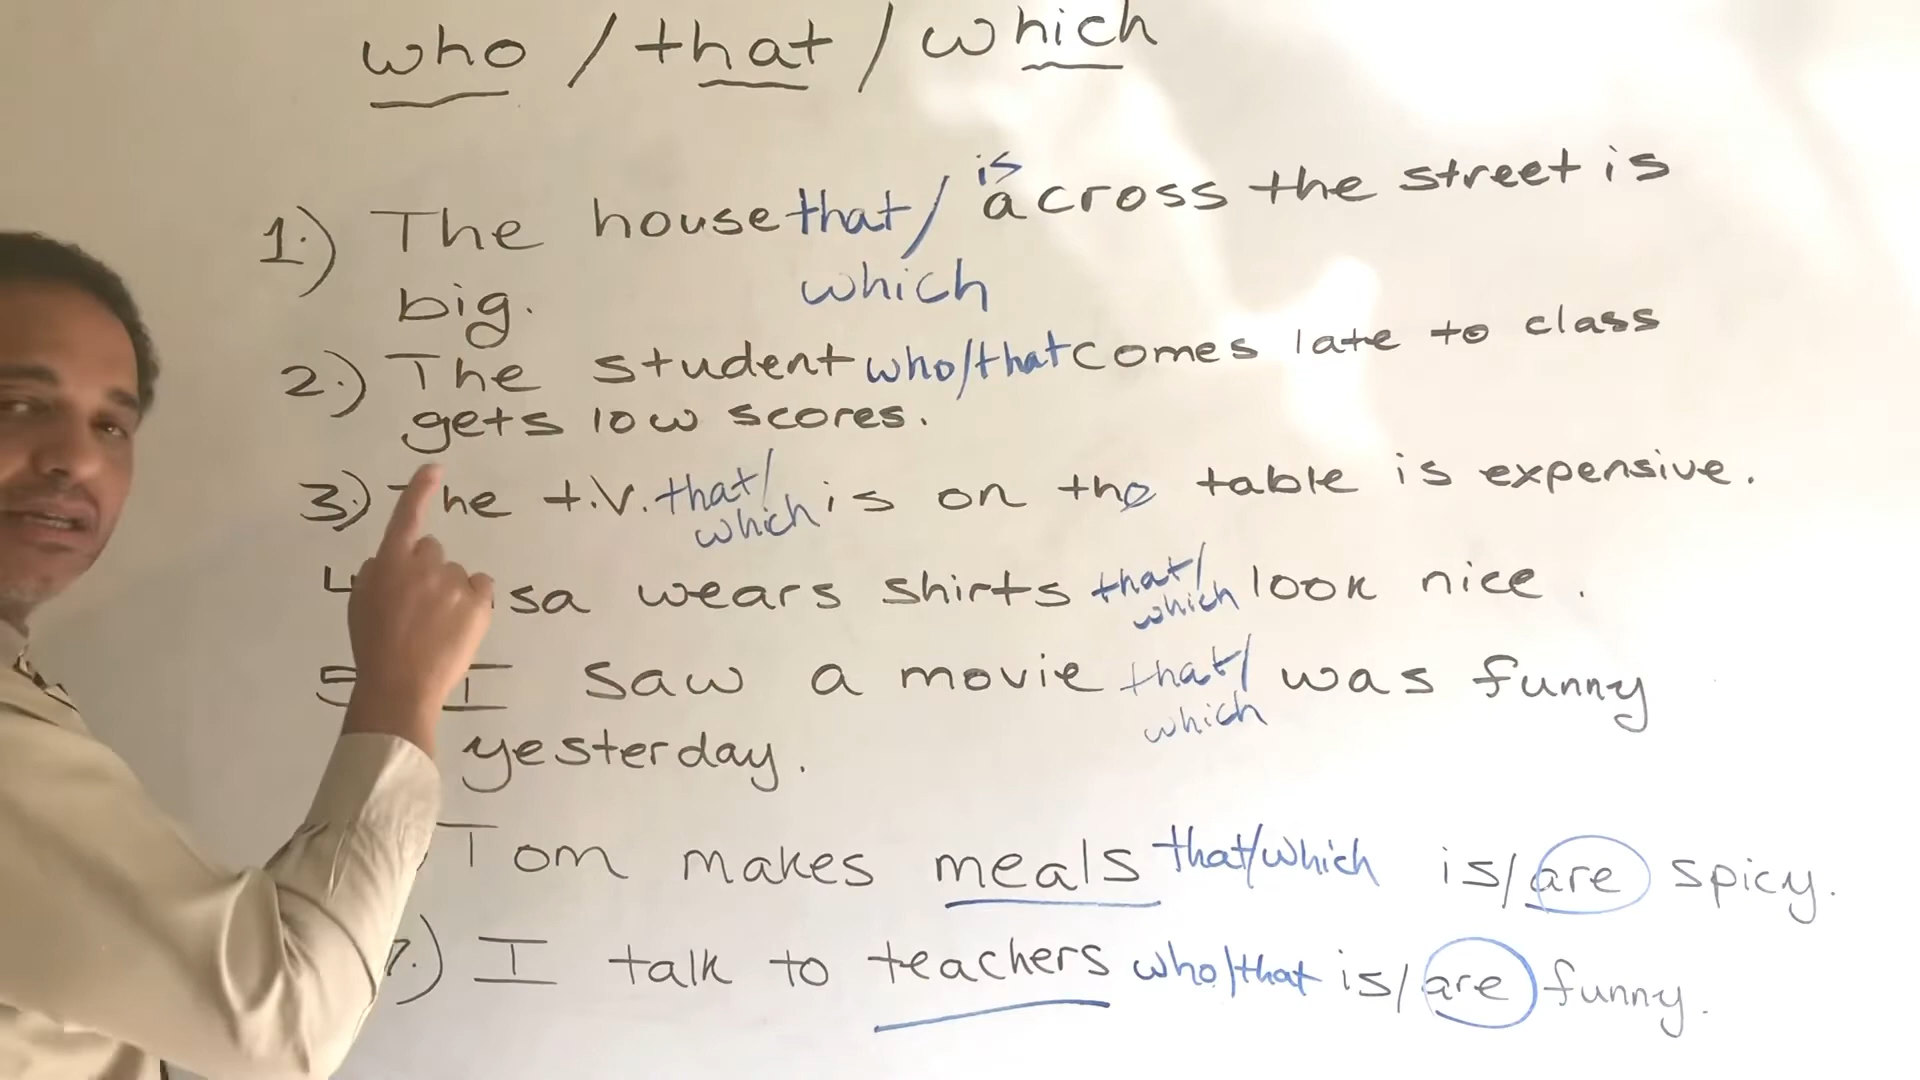 who / that / which
1.) The house that/ is across the street is
which
big.
2.) The student who/that comes late to class
gets low scores.
3.) The t.V. that/ is on the table is expensive.
which
sa wears shirts that/ look nice.
which
I saw a movie that/ was funny
which
yesterday.
Tom makes meals that/which is/are spicy.
7.) I talk to teachers who/that is/are funny.